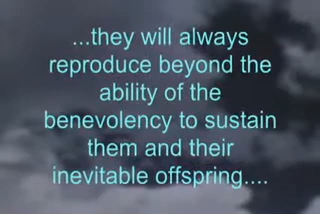 ...they will always
reproduce beyond the
ability of the
benevolency to sustain
them and their
inevitable offspring....